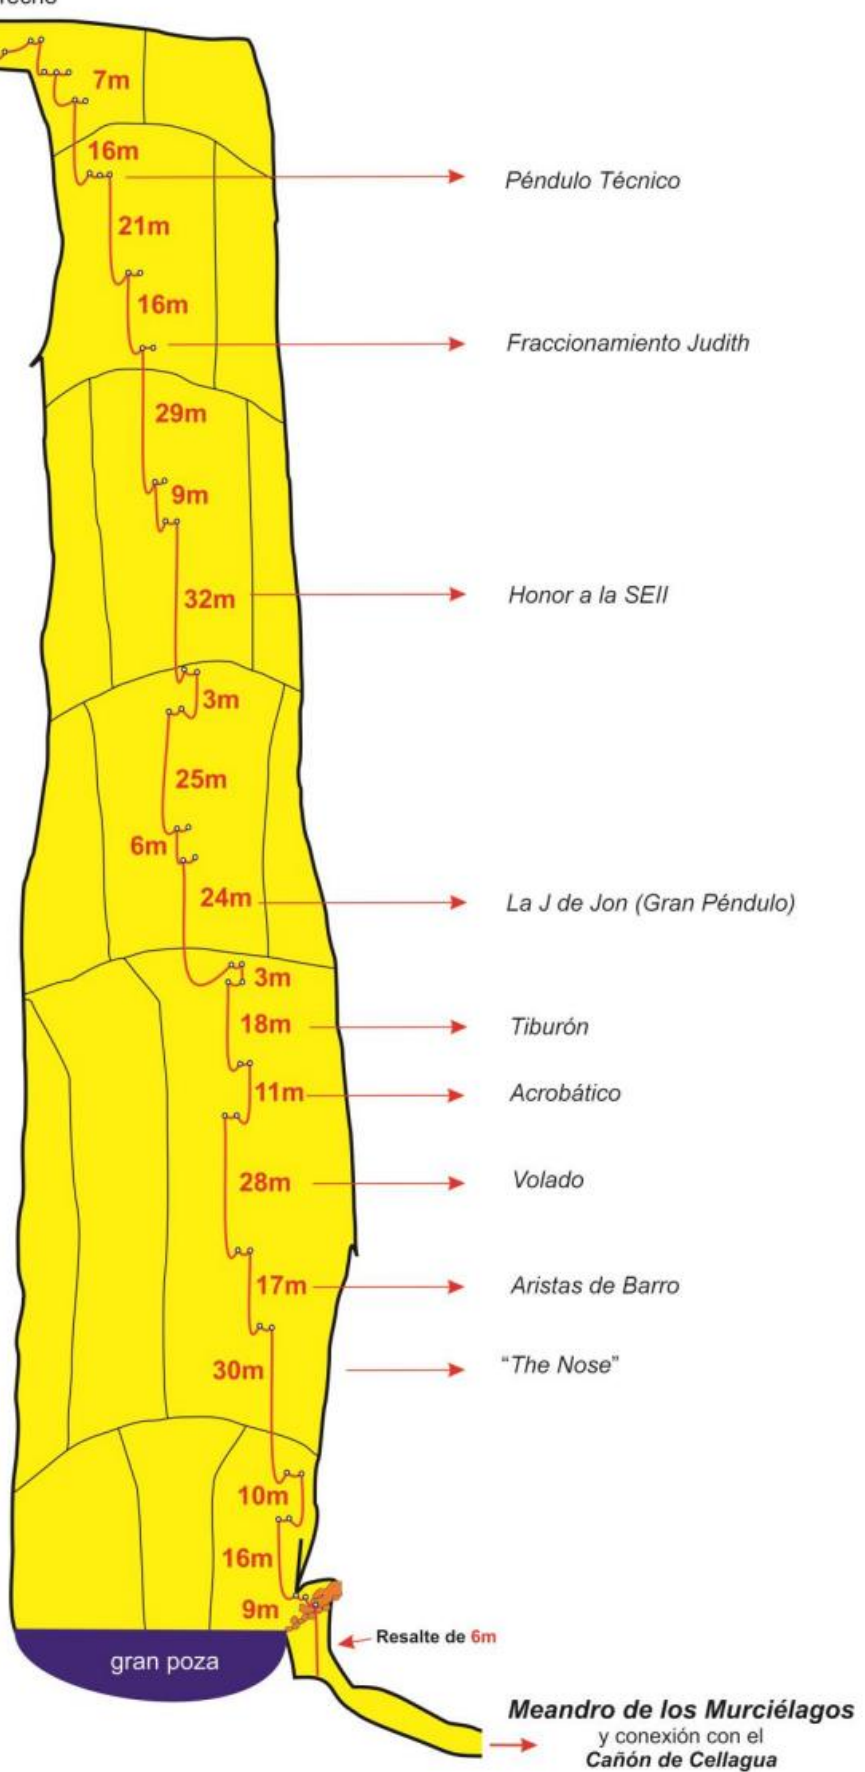 7m
16m
Péndulo Técnico
21m
16m
Fraccionamiento Judith
29m
9m
32m
Honor a la SEII
3m
25m
6m
24m
La J de Jon (Gran Péndulo)
3m
18m
Tiburón
11m
Acrobático
28m
Volado
17m
Aristas de Barro
30m
“The Nose”
10m
16m
9m
Resalte de 6m
gran poza
Meandro de los Murciélagos
y conexión con el
Cañón de Cellagua